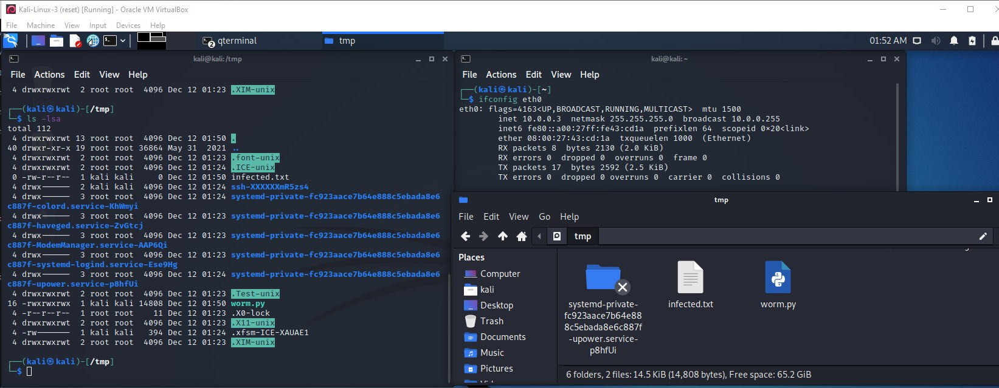 Kali-Linux-3 (reset) [Running] - Oracle VM VirtualBox
File Machine View Input Devices Help
2 qterminal
tmp
01:52 AM
kali@kali: /tmp
File Actions Edit View Help
4 drwxrwxrwt 2 root root 4096 Dec 12 01:23 .XIM-unix
┌──(kali㉿kali)-[/tmp]
└─$ ls -lsa
total 112
4 drwxrwxrwt 13 root root 4096 Dec 12 01:50 .
40 drwxr-xr-x 19 root root 36864 May 31 2021 ..
4 drwxrwxrwt 2 root root 4096 Dec 12 01:23 .font-unix
4 drwxrwxrwt 2 root root 4096 Dec 12 01:24 .ICE-unix
0 -rw-r--r-- 1 kali kali 0 Dec 12 01:50 infected.txt
4 drwx------ 2 kali kali 4096 Dec 12 01:24 ssh-XXXXXXmR5zs4
4 drwx------ 3 root root 4096 Dec 12 01:24 systemd-private-fc923aace7b64e888c5ebada8e6
c887f-colord.service-KhWmyi
4 drwx------ 3 root root 4096 Dec 12 01:23 systemd-private-fc923aace7b64e888c5ebada8e6
c887f-haveged.service-ZvGtcj
4 drwx------ 3 root root 4096 Dec 12 01:23 systemd-private-fc923aace7b64e888c5ebada8e6
c887f-ModemManager.service-AAP6Qi
4 drwx------ 3 root root 4096 Dec 12 01:23 systemd-private-fc923aace7b64e888c5ebada8e6
c887f-systemd-logind.service-Ese9Hg
4 drwx------ 3 root root 4096 Dec 12 01:24 systemd-private-fc923aace7b64e888c5ebada8e6
c887f-upower.service-p8hfUi
4 drwxrwxrwt 2 root root 4096 Dec 12 01:23 .Test-unix
16 -rwxrwxrwx 1 kali kali 14808 Dec 12 01:50 worm.py
4 -r--r--r-- 1 root root 11 Dec 12 01:23 .X0-lock
4 drwxrwxrwt 2 root root 4096 Dec 12 01:23 .X11-unix
4 -rw------- 1 kali kali 394 Dec 12 01:24 .xfsm-ICE-XAUAE1
4 drwxrwxrwt 2 root root 4096 Dec 12 01:23 .XIM-unix
┌──(kali㉿kali)-[/tmp]
└─$
kali@kali: ~
File Actions Edit View Help
┌──(kali㉿kali)-[~]
└─$ ifconfig eth0
eth0: flags=4163<UP,BROADCAST,RUNNING,MULTICAST> mtu 1500
inet 10.0.0.3 netmask 255.255.255.0 broadcast 10.0.0.255
inet6 fe80::a00:27ff:fe43:cd1a prefixlen 64 scopeid 0×20<link>
ether 08:00:27:43:cd:1a txqueuelen 1000 (Ethernet)
RX packets 8 bytes 2130 (2.0 KiB)
RX errors 0 dropped 0 overruns 0 frame 0
TX packets 17 bytes 2592 (2.5 KiB)
TX errors 0 dropped 0 overruns 0 carrier 0 collisions 0
tmp
File Edit View Go Help
tmp
Places
Computer
kali
Desktop
Trash
Documents
Music
Pictures
systemd-private-
fc923aace7b64e88
8c5ebada8e6c887f
-upower.service-
p8hfUi
infected.txt
worm.py
6 folders, 2 files: 14.5 KiB (14,808 bytes), Free space: 65.2 GiB